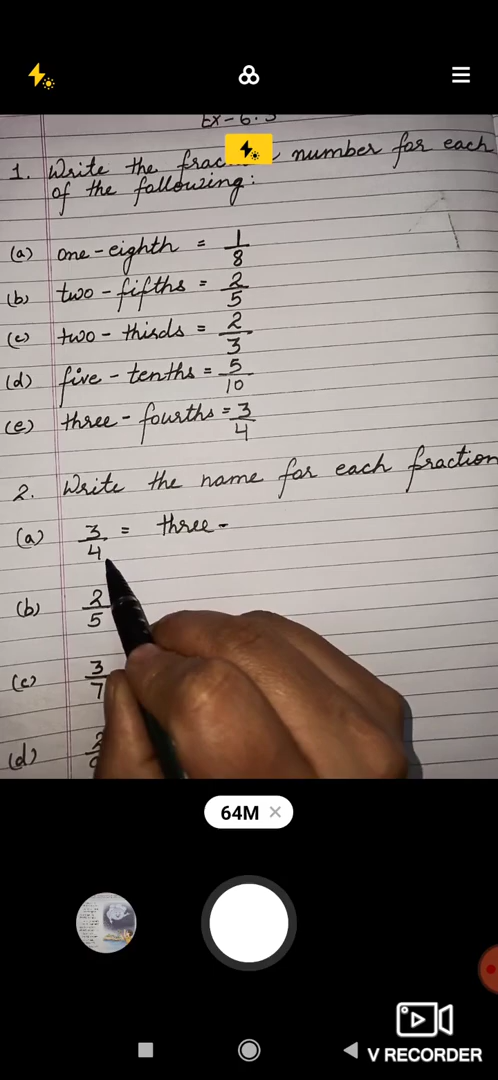 Ex-6.3
1. Write the frac number for each
of the following:
(a) one-eighth = 1/8
(b) two-fifths = 2/5
(c) two-thirds = 2/3
(d) five-tenths = 5/10
(e) three-fourths = 3/4
2. Write the name for each fraction
(a) 3/4 = three-
(b) 2/5
(c) 3/7
(d) 2
64M ×
V RECORDER